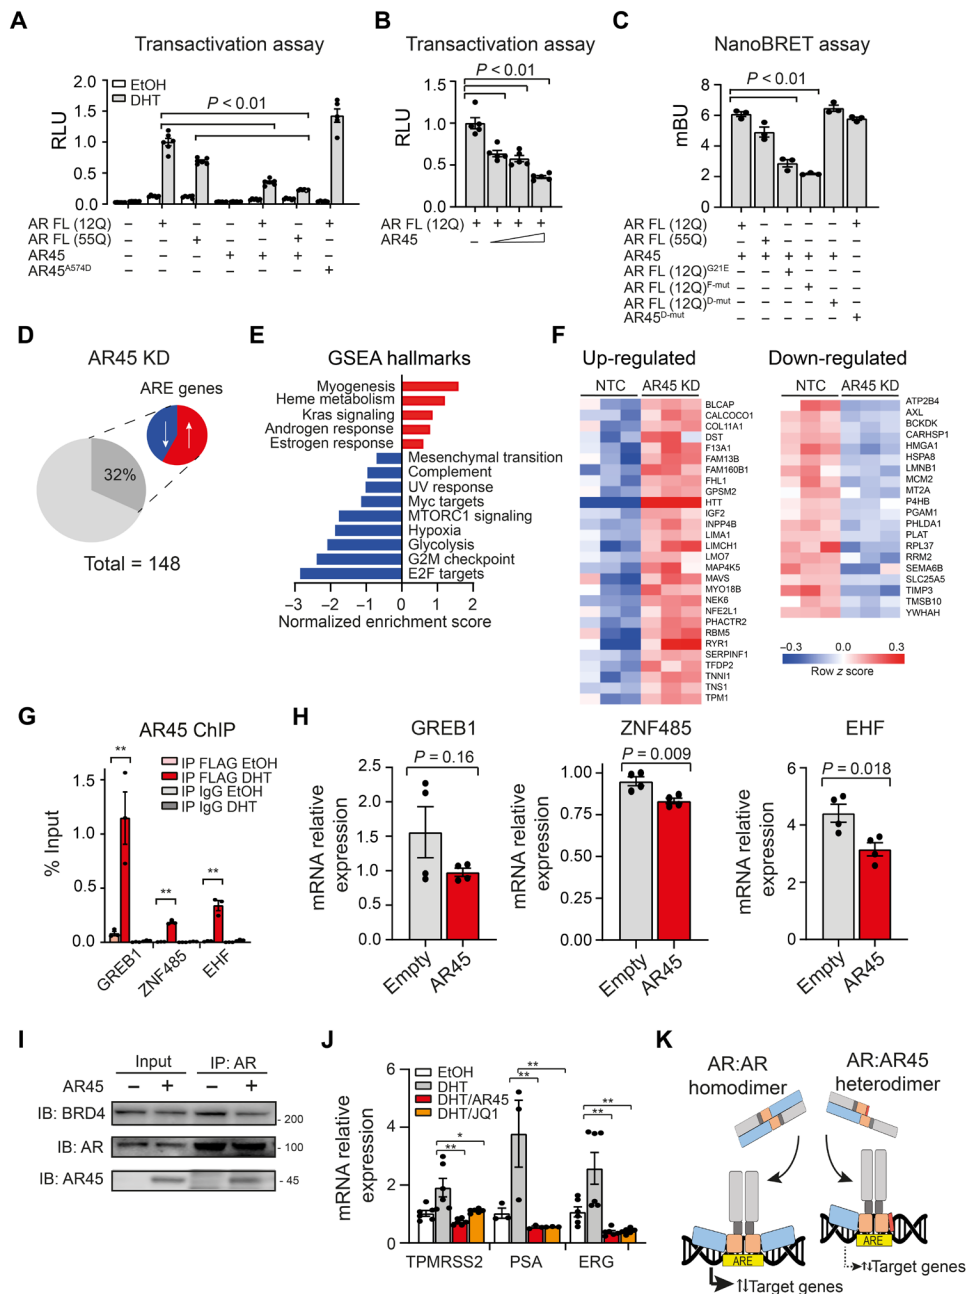 A
Transactivation assay
EtOH
DHT
P < 0.01
RLU
2.0
1.5
1.0
0.5
0.0
AR FL (12Q) – + – – + – +
AR FL (55Q) – – + – – + –
AR45 – – – + + + –
AR45A574D – – – – – – +
B
Transactivation assay
P < 0.01
RLU
1.5
1.0
0.5
0.0
AR FL (12Q) + + + +
AR45 –
C
NanoBRET assay
P < 0.01
mBU
8
6
4
2
0
AR FL (12Q) + – – – – +
AR FL (55Q) – + – – – –
AR45 + + + + + –
AR FL (12Q)G21E – – + – – –
AR FL (12Q)F-mut – – – + – –
AR FL (12Q)D-mut – – – – + –
AR45D-mut – – – – – +
D
AR45 KD
ARE genes
32%
Total = 148
E
GSEA hallmarks
Myogenesis
Heme metabolism
Kras signaling
Androgen response
Estrogen response
Mesenchymal transition
Complement
UV response
Myc targets
MTORC1 signaling
Hypoxia
Glycolysis
G2M checkpoint
E2F targets
–3 –2 –1 0 1 2
Normalized enrichment score
F
Up-regulated
NTC AR45 KD
BLCAP
CALCOCO1
COL11A1
DST
F13A1
FAM13B
FAM160B1
FHL1
GPSM2
HTT
IGF2
INPP4B
LIMA1
LIMCH1
LMO7
MAP4K5
MAVS
MYO18B
NEK6
NFE2L1
PHACTR2
RBM5
RYR1
SERPINF1
TFDP2
TNNI1
TNS1
TPM1
Down-regulated
NTC AR45 KD
ATP2B4
AXL
BCKDK
CARHSP1
HMGA1
HSPA8
LMNB1
MCM2
MT2A
P4HB
PGAM1
PHLDA1
PLAT
RPL37
RRM2
SEMA6B
SLC25A5
TIMP3
TMSB10
YWHAH
–0.3 0.0 0.3
Row z score
G
AR45 ChIP
IP FLAG EtOH
IP FLAG DHT
IP IgG EtOH
IP IgG DHT
**
**
**
% Input
1.5
1.0
0.5
0.0
GREB1
ZNF485
EHF
H
GREB1
P = 0.16
mRNA relative expression
2.5
2.0
1.5
1.0
0.5
0.0
Empty
AR45
ZNF485
P = 0.009
mRNA relative expression
1.00
0.75
0.50
0.25
0.00
Empty
AR45
EHF
P = 0.018
mRNA relative expression
6
4
2
0
Empty
AR45
I
Input IP: AR
AR45 – + – +
IB: BRD4 - 200
IB: AR - 100
IB: AR45 - 45
J
EtOH
DHT
DHT/AR45
DHT/JQ1
mRNA relative expression
6
4
2
0
*
**
**
**
**
**
TPMRSS2 PSA ERG
K
AR:AR homodimer
AR:AR45 heterodimer
ARE
ARE
Target genes
Target genes